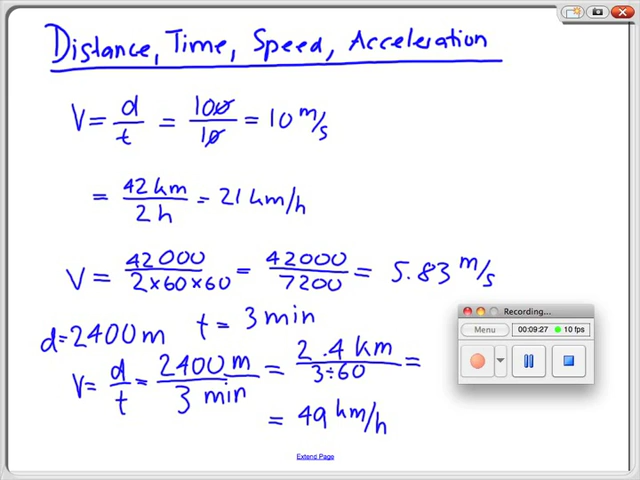 Distance, Time, Speed, Acceleration
V = d/t = 100/10 = 10 m/s
= 42 km/2 h = 21 km/h
V = 42000/2×60×60 = 42000/7200 = 5.83 m/s
d=2400 m t = 3 min
V = d/t = 2400 m/3 min = 2.4 km/3÷60 =
= 49 km/h
Recording...
Menu 00:09:27 10 fps
Extend Page